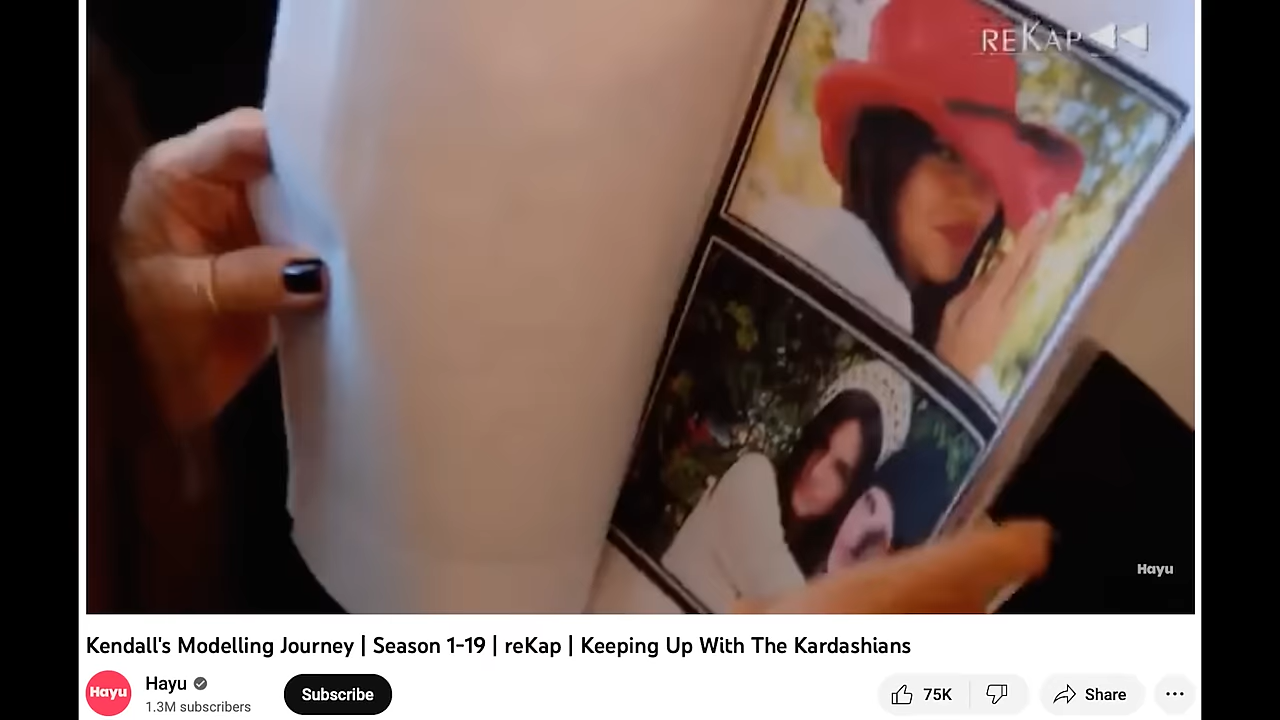 REKAP
Hayu
Kendall's Modelling Journey | Season 1-19 | reKap | Keeping Up With The Kardashians
Hayu
Hayu
1.3M subscribers
Subscribe
75K
Share